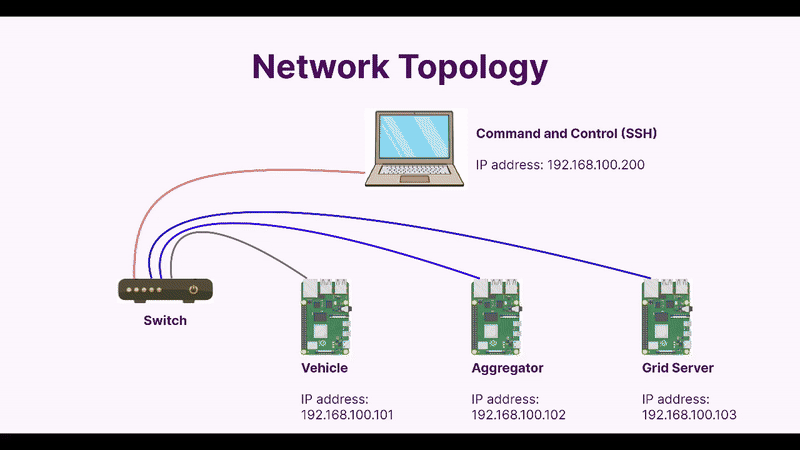 Network Topology
Command and Control (SSH)
IP address: 192.168.100.200
Switch
Vehicle
IP address:
192.168.100.101
Aggregator
IP address:
192.168.100.102
Grid Server
IP address:
192.168.100.103